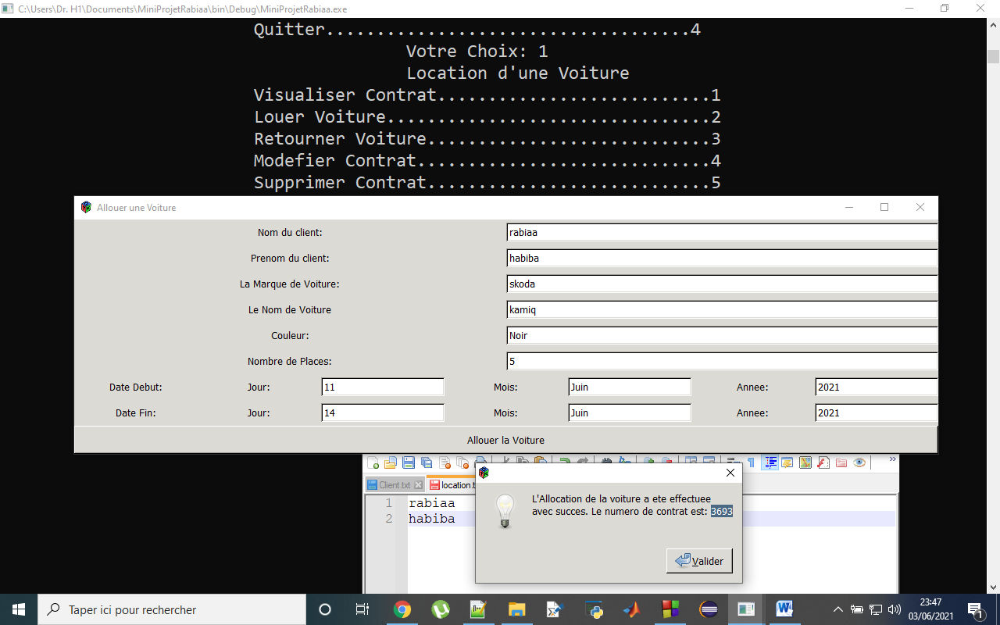 C:\Users\Dr. H1\Documents\MiniProjetRabiaa\bin\Debug\MiniProjetRabiaa.exe
Quitter....................................4
Votre Choix: 1
Location d'une Voiture
Visualiser Contrat...........................1
Louer Voiture................................2
Retourner Voiture............................3
Modefier Contrat.............................4
Supprimer Contrat............................5
Allouer une Voiture
Nom du client: rabiaa
Prenom du client: habiba
La Marque de Voiture: skoda
Le Nom de Voiture kamiq
Couleur: Noir
Nombre de Places: 5
Date Debut: Jour: 11 Mois: Juin Annee: 2021
Date Fin: Jour: 14 Mois: Juin Annee: 2021
Allouer la Voiture
Client.txt location.t
1 rabiaa
2 habiba
L'Allocation de la voiture a ete effectuee
avec succes. Le numero de contrat est: 3693
Valider
Taper ici pour rechercher
23:47
03/06/2021
1